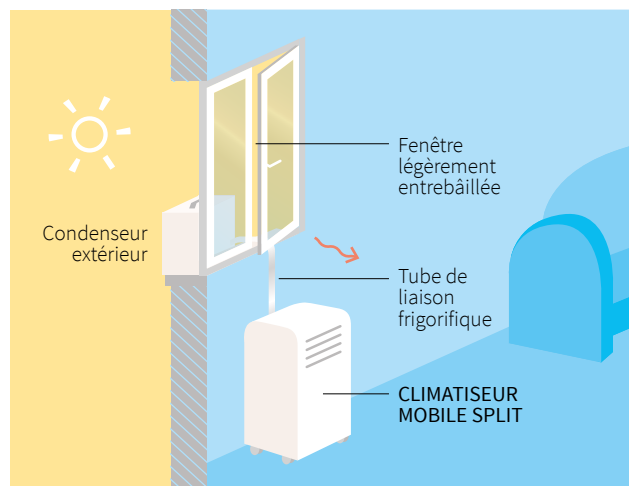 Fenêtre
légèrement
entrebâillée
Condenseur
extérieur
Tube de
liaison
frigorifique
CLIMATISEUR
MOBILE SPLIT